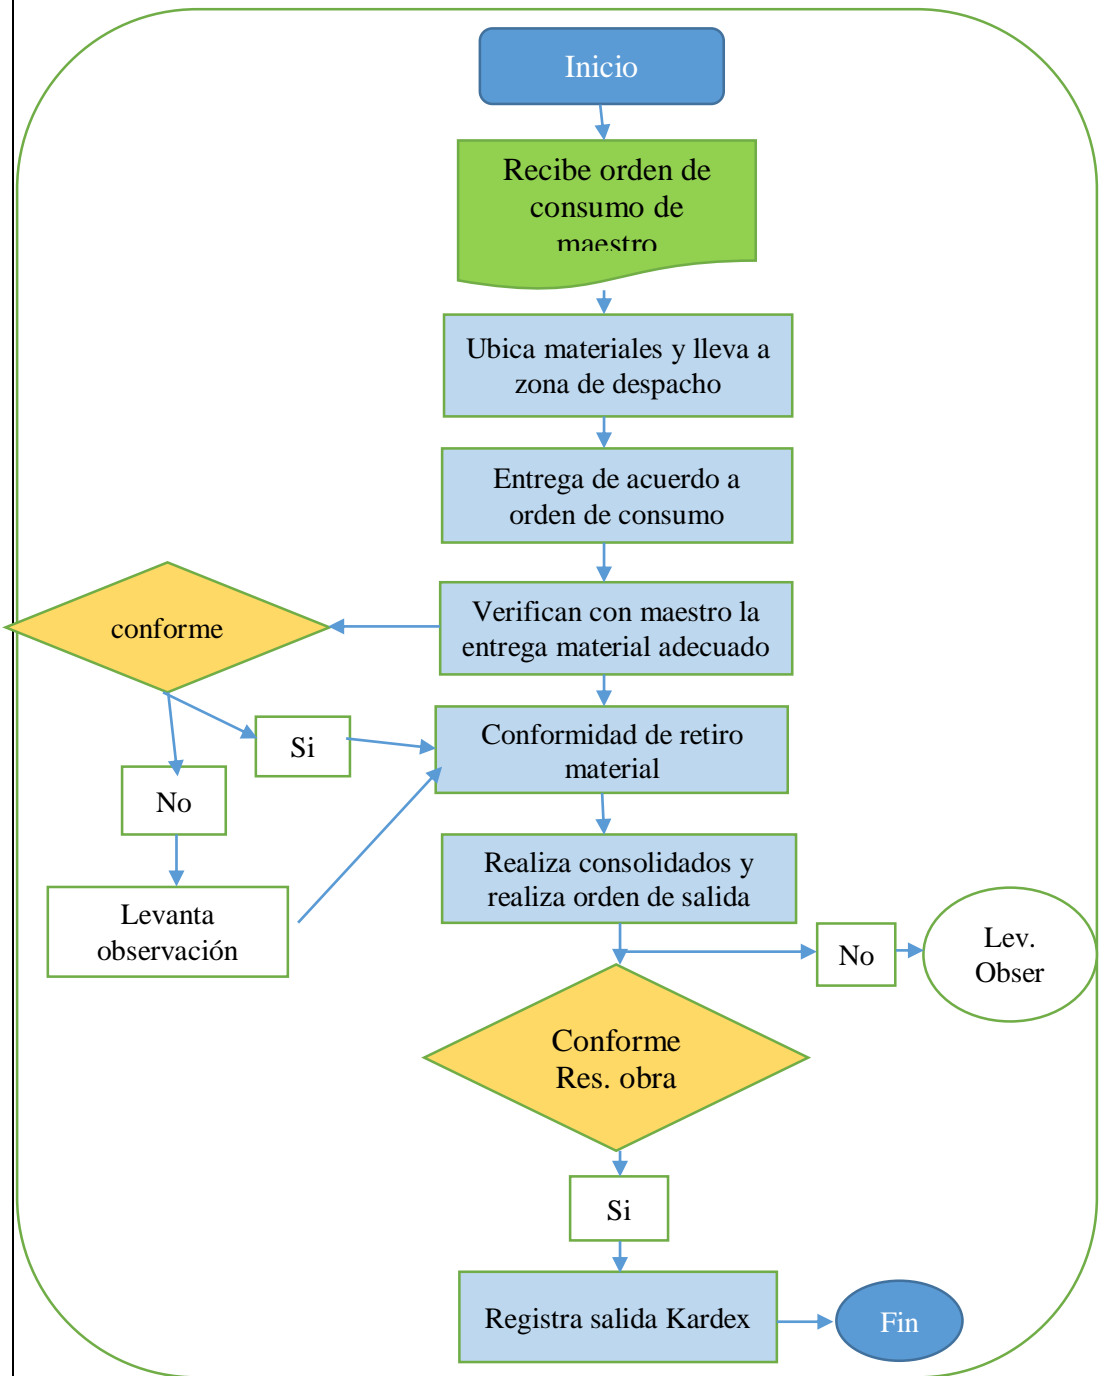 Inicio
Recibe orden de
consumo de
maestro
Ubica materiales y lleva a
zona de despacho
Entrega de acuerdo a
orden de consumo
Verifican con maestro la
entrega material adecuado
conforme
Si
No
Conformidad de retiro
material
Levanta
observación
Realiza consolidados y
realiza orden de salida
No
Lev.
Obser
Conforme
Res. obra
Si
Registra salida Kardex
Fin